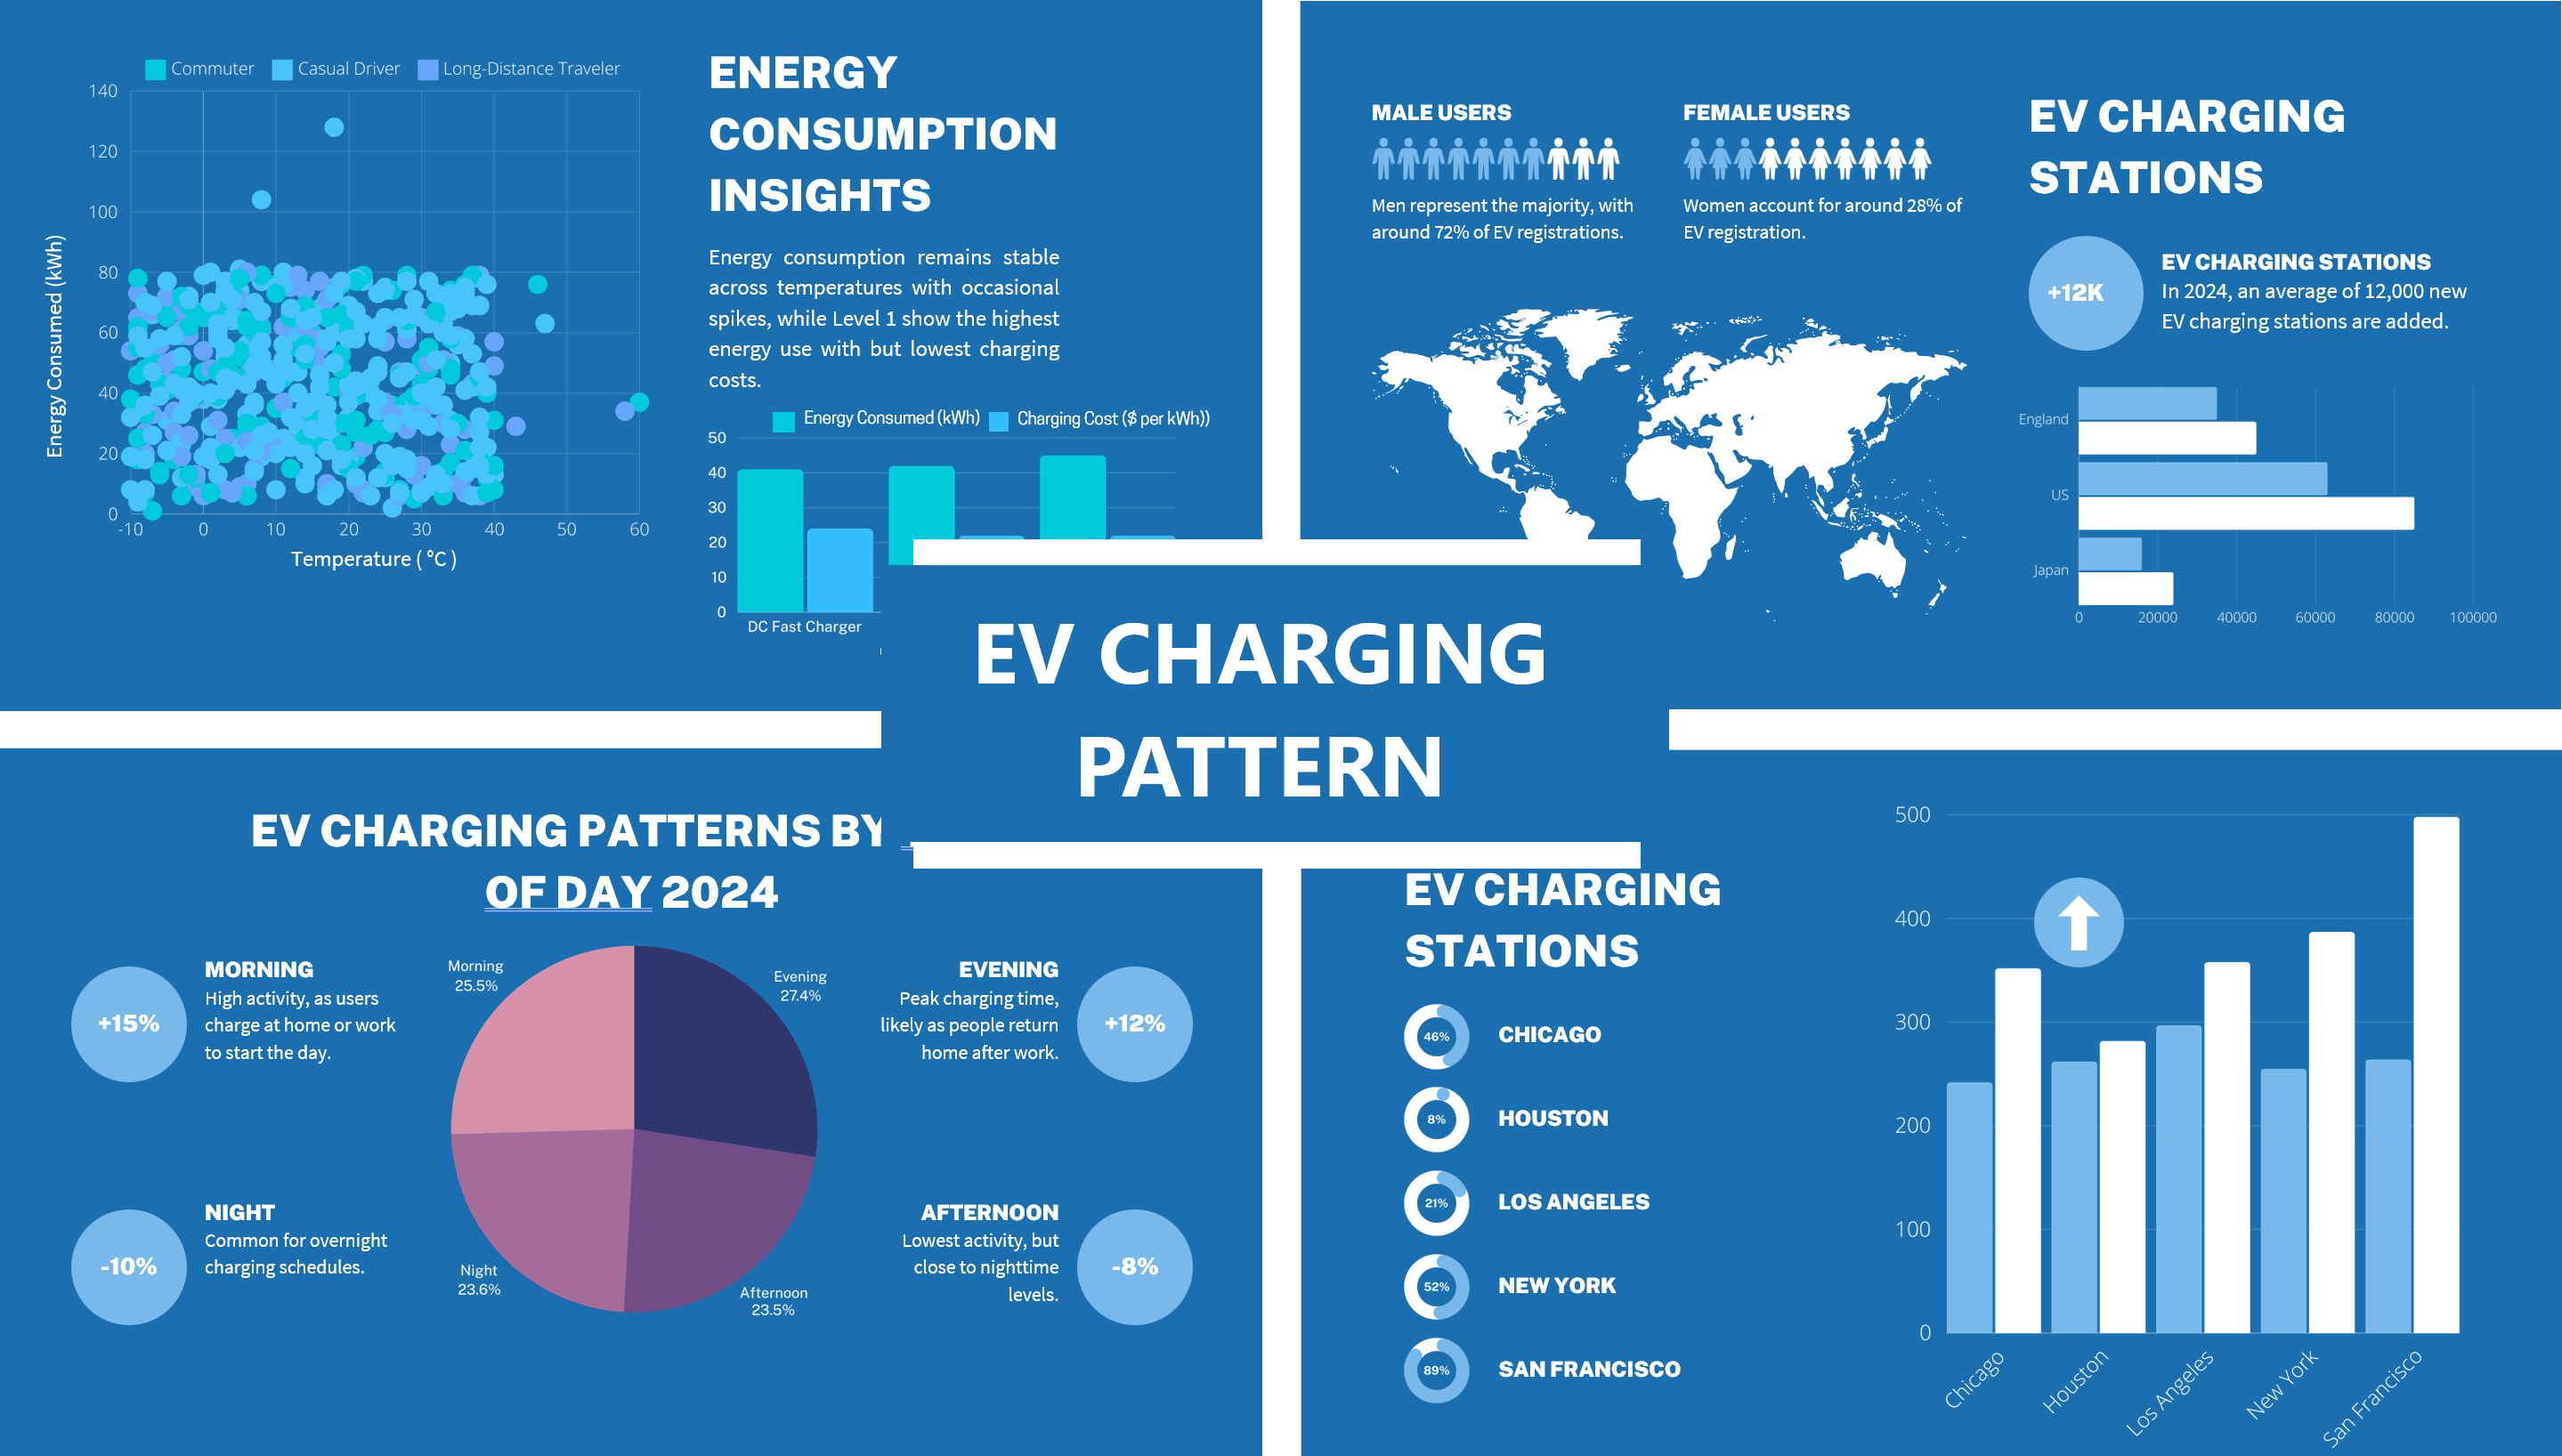 Commuter
Casual Driver
Long-Distance Traveler
140
120
100
80
60
40
20
0
Energy Consumed (kWh)
-10
0
10
20
30
40
50
60
Temperature ( °C )
ENERGY
CONSUMPTION
INSIGHTS
Energy consumption remains stable
across temperatures with occasional
spikes, while Level 1 show the highest
energy use with but lowest charging
costs.
Energy Consumed (kWh)
Charging Cost ($ per kWh))
50
40
30
20
10
0
DC Fast Charger
MALE USERS
Men represent the majority, with
around 72% of EV registrations.
FEMALE USERS
Women account for around 28% of
EV registration.
EV CHARGING
STATIONS
+12K
EV CHARGING STATIONS
In 2024, an average of 12,000 new
EV charging stations are added.
England
US
Japan
0
20000
40000
60000
80000
100000
EV CHARGING
PATTERN
EV CHARGING PATTERNS BY
OF DAY 2024
+15%
MORNING
High activity, as users
charge at home or work
to start the day.
-10%
NIGHT
Common for overnight
charging schedules.
Morning
25.5%
Evening
27.4%
Night
23.6%
Afternoon
23.5%
EVENING
Peak charging time,
likely as people return
home after work.
+12%
AFTERNOON
Lowest activity, but
close to nighttime
levels.
-8%
EV CHARGING
STATIONS
46%
CHICAGO
8%
HOUSTON
21%
LOS ANGELES
52%
NEW YORK
89%
SAN FRANCISCO
500
400
300
200
100
0
Chicago
Houston
Los Angeles
New York
San Francisco